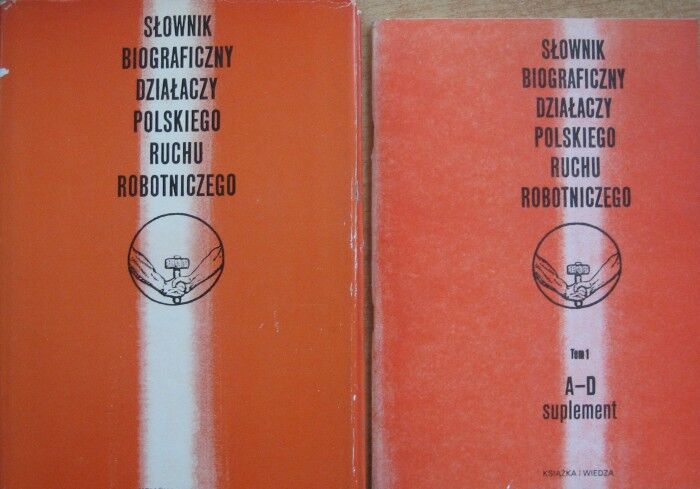 SŁOWNIK
BIOGRAFICZNY
DZIAŁACZY
POLSKIEGO
RUCHU
ROBOTNICZEGO
SŁOWNIK
BIOGRAFICZNY
DZIAŁACZY
POLSKIEGO
RUCHU
ROBOTNICZEGO
Tom 1
A–D
suplement
KSIĄŻKA i WIEDZA